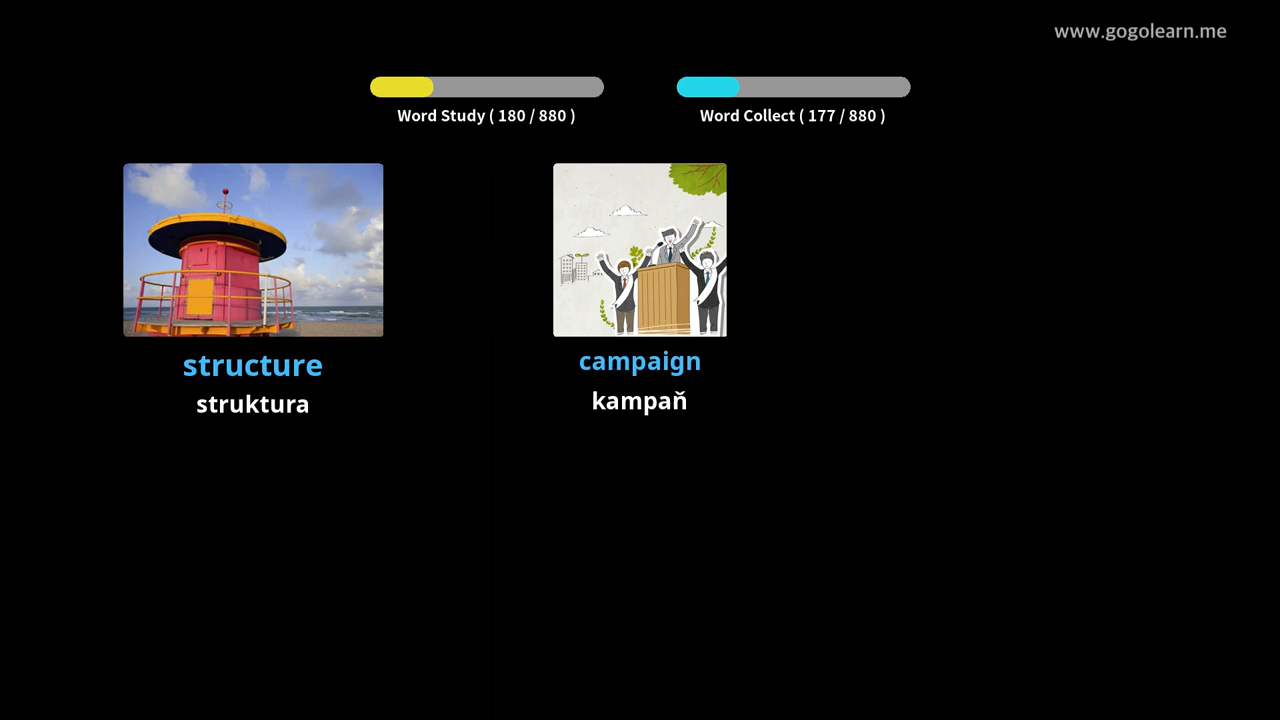 www.gogolearn.me
Word Study ( 180 / 880 )
Word Collect ( 177 / 880 )
structure
struktura
campaign
kampaň